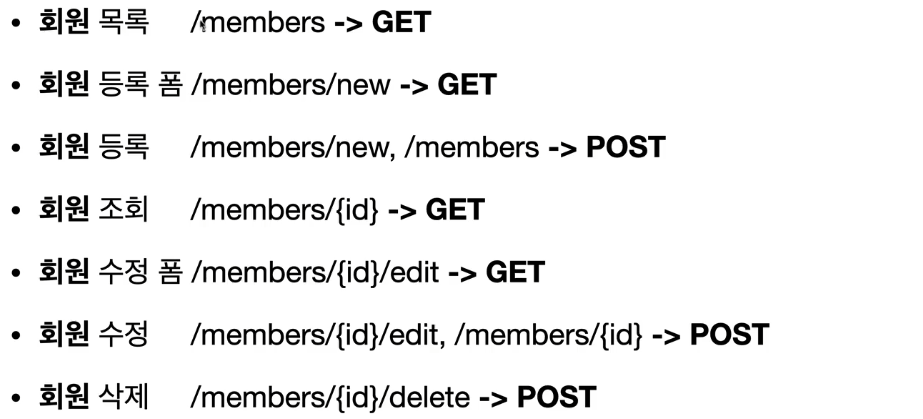 • 회원 목록 /members -> GET
• 회원 등록 폼 /members/new -> GET
• 회원 등록 /members/new, /members -> POST
• 회원 조회 /members/{id} -> GET
• 회원 수정 폼 /members/{id}/edit -> GET
• 회원 수정 /members/{id}/edit, /members/{id} -> POST
• 회원 삭제 /members/{id}/delete -> POST